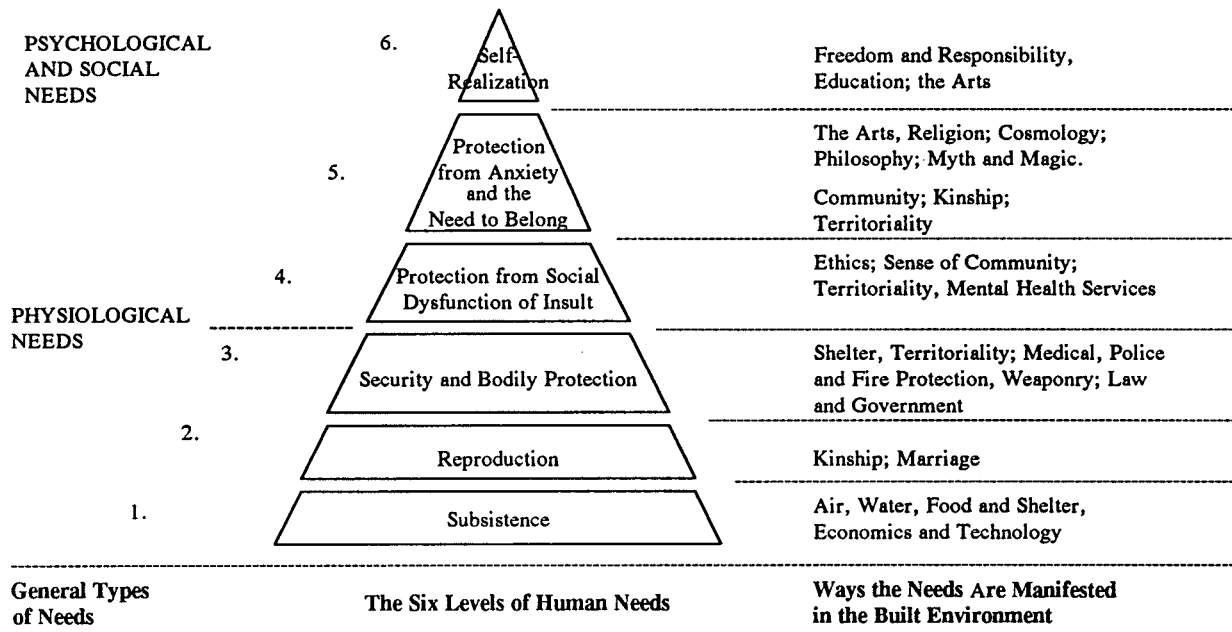 PSYCHOLOGICAL
AND SOCIAL
NEEDS
6.
Self-
Realization
Freedom and Responsibility,
Education; the Arts
5.
Protection
from Anxiety
and the
Need to Belong
The Arts, Religion; Cosmology;
Philosophy; Myth and Magic.
Community; Kinship;
Territoriality
4.
Protection from Social
Dysfunction of Insult
Ethics; Sense of Community;
Territoriality, Mental Health Services
PHYSIOLOGICAL
NEEDS
3.
Security and Bodily Protection
Shelter, Territoriality; Medical, Police
and Fire Protection, Weaponry; Law
and Government
2.
Reproduction
Kinship; Marriage
1.
Subsistence
Air, Water, Food and Shelter,
Economics and Technology
General Types
of Needs
The Six Levels of Human Needs
Ways the Needs Are Manifested
in the Built Environment